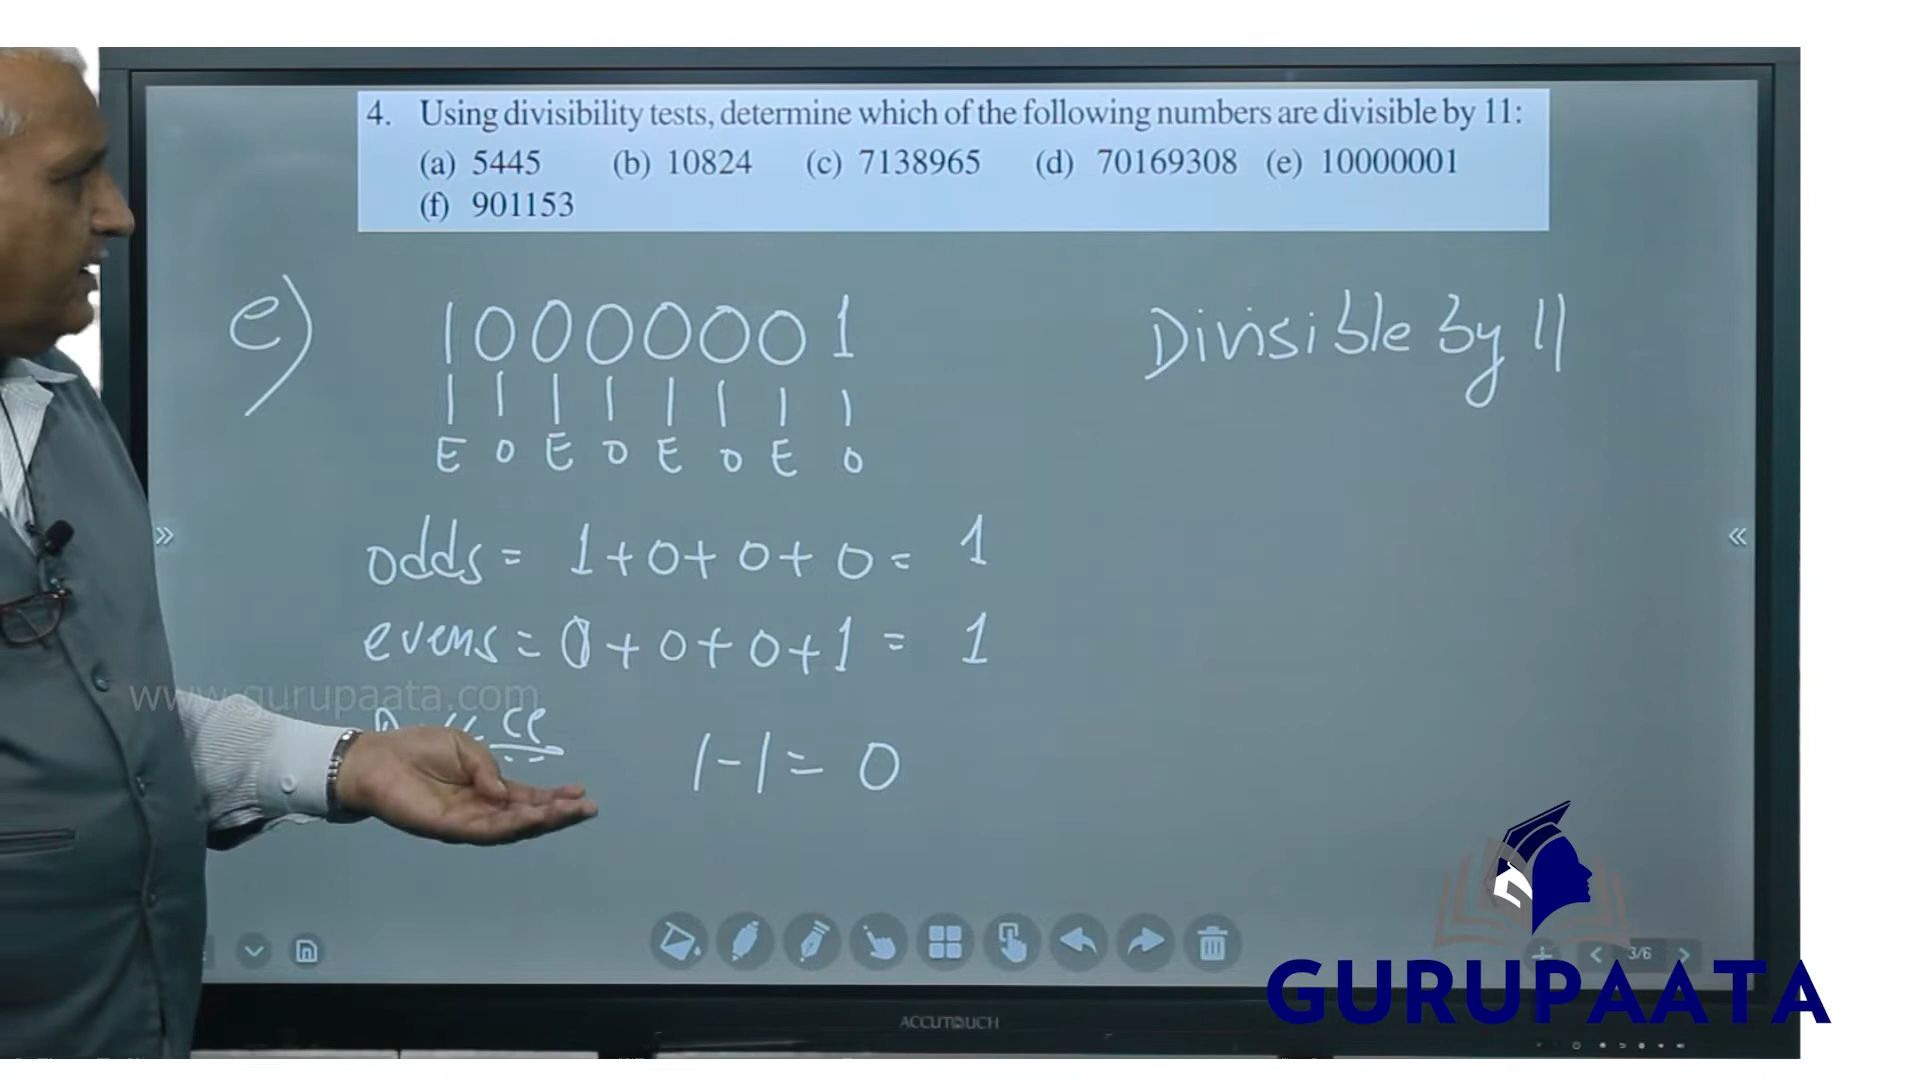 4. Using divisibility tests, determine which of the following numbers are divisible by 11:
(a) 5445 (b) 10824 (c) 7138965 (d) 70169308 (e) 10000001
(f) 901153
e) 10000001 Divisible by 11
E O E O E O E O
odds = 1+0+0+0= 1
evens = 0+0+0+1 = 1
www.gurupaata.com
1-1= 0
3/6
GURUPAATA
ACCUTOUCH